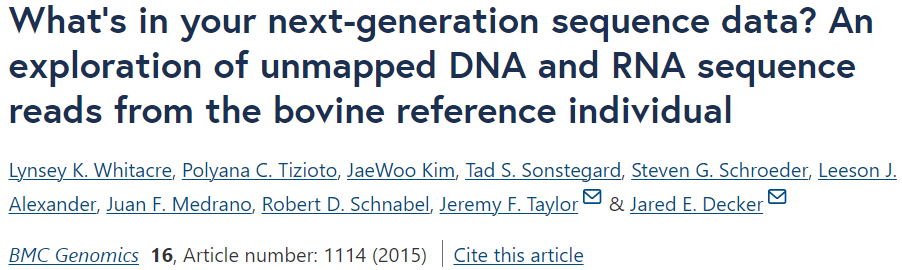 What's in your next-generation sequence data? An
exploration of unmapped DNA and RNA sequence
reads from the bovine reference individual
Lynsey K. Whitacre, Polyana C. Tizioto, JaeWoo Kim, Tad S. Sonstegard, Steven G. Schroeder, Leeson J.
Alexander, Juan F. Medrano, Robert D. Schnabel, Jeremy F. Taylor & Jared E. Decker
BMC Genomics 16, Article number: 1114 (2015) Cite this article